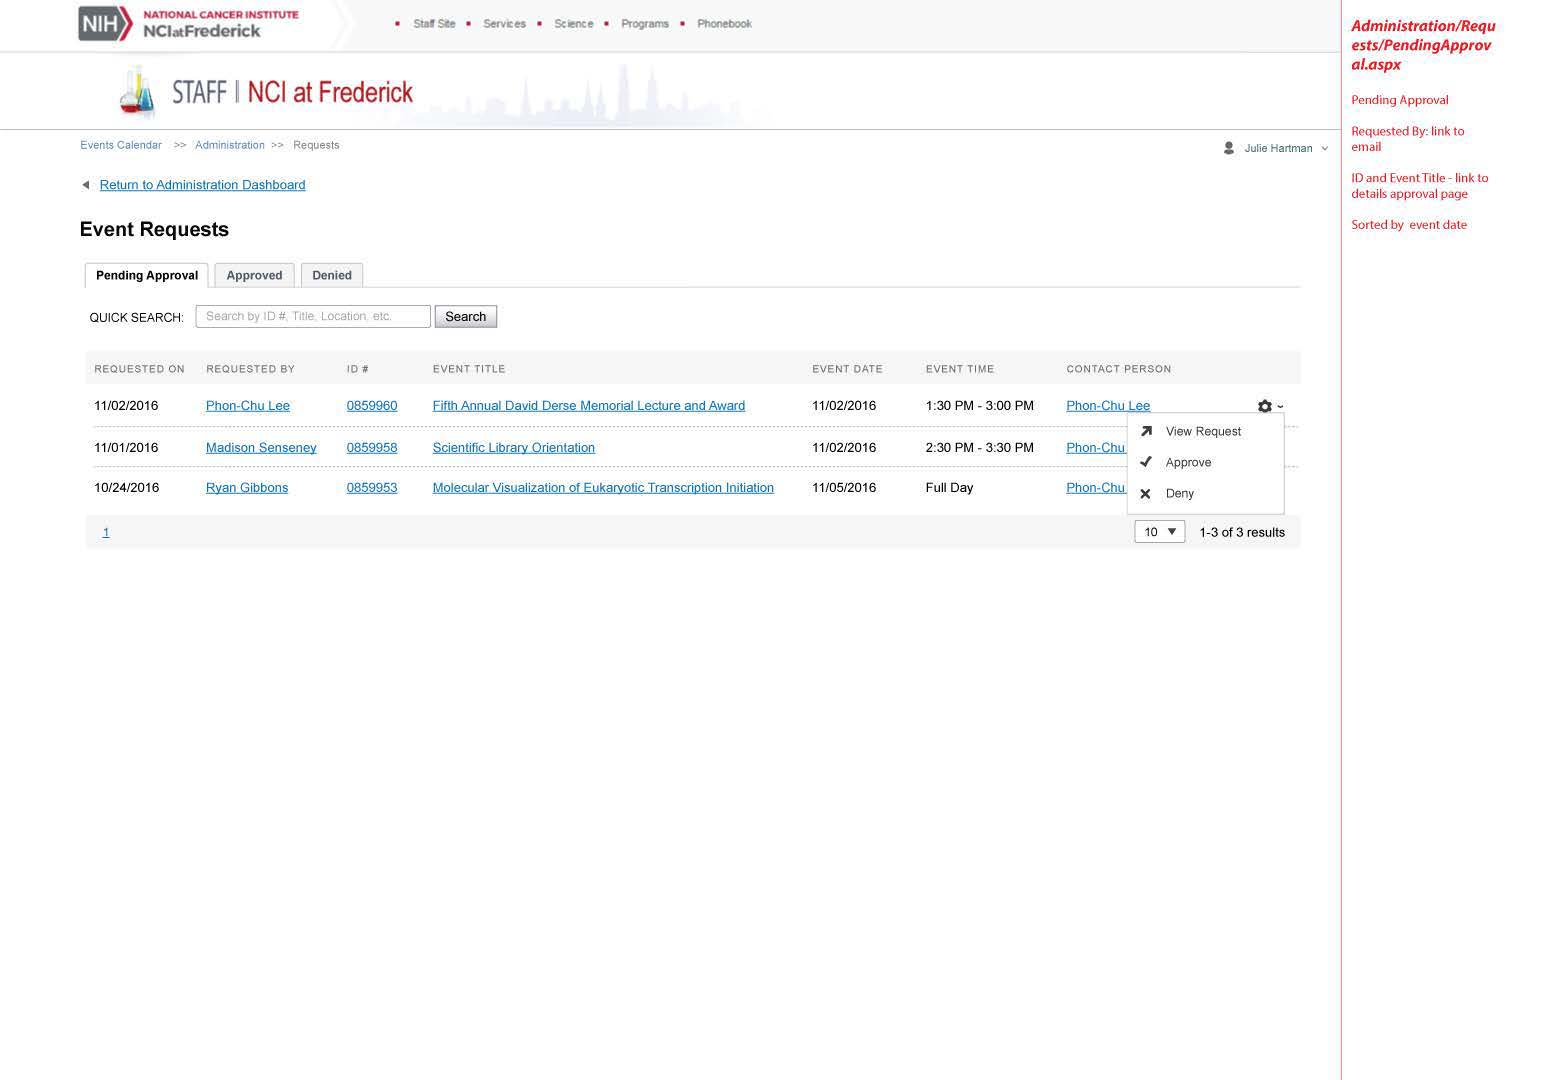 NIH NATIONAL CANCER INSTITUTE
NCIatFrederick
Staff Site Services Science Programs Phonebook
STAFF | NCI at Frederick
Events Calendar >> Administration >> Requests
Julie Hartman
Return to Administration Dashboard
Event Requests
Pending Approval Approved Denied
QUICK SEARCH: Search by ID #, Title, Location, etc. Search
REQUESTED ON REQUESTED BY ID # EVENT TITLE EVENT DATE EVENT TIME CONTACT PERSON
11/02/2016 Phon-Chu Lee 0859960 Fifth Annual David Derse Memorial Lecture and Award 11/02/2016 1:30 PM - 3:00 PM Phon-Chu Lee
11/01/2016 Madison Senseney 0859958 Scientific Library Orientation 11/02/2016 2:30 PM - 3:30 PM Phon-Chu
10/24/2016 Ryan Gibbons 0859953 Molecular Visualization of Eukaryotic Transcription Initiation 11/05/2016 Full Day Phon-Chu
View Request
Approve
Deny
1 10 1-3 of 3 results
Administration/Requ
ests/PendingApprov
al.aspx
Pending Approval
Requested By: link to
email
ID and Event Title - link to
details approval page
Sorted by event date